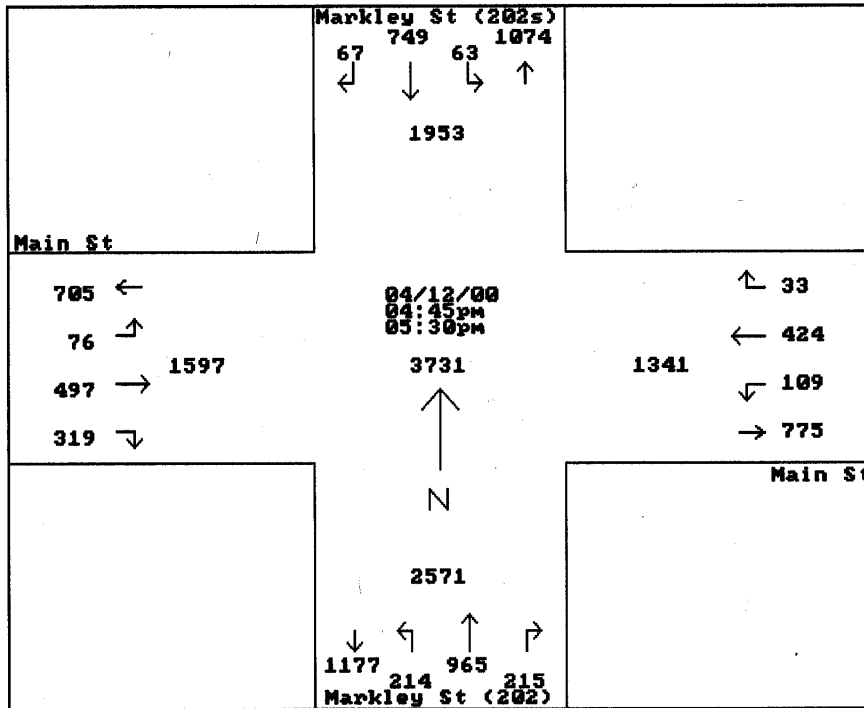 Markley St (202s)
67 749 63 1074
1953
Main St
705
76
497
319
1597
04/12/00
04:45pm
05:30pm
3731
1341
33
424
109
775
Main St
N
2571
1177 214 965 215
Markley St (202)